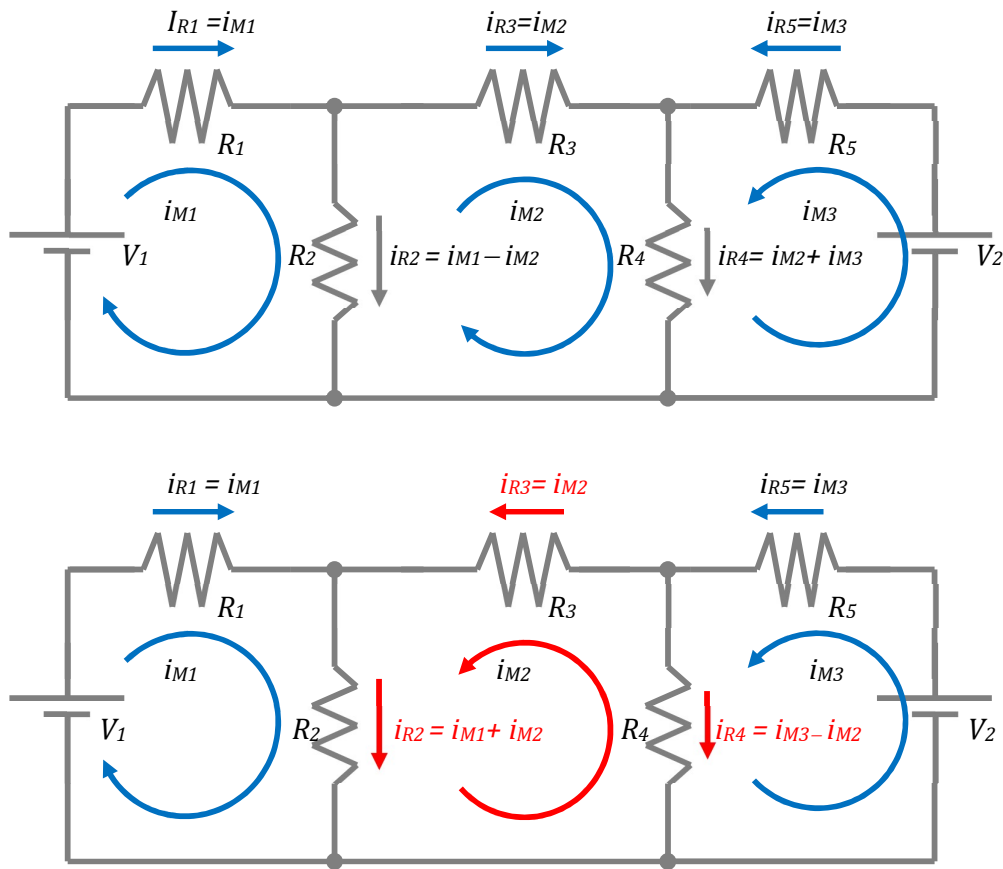 IR1 =iM1 iR3=iM2 iR5=iM3
R1 R3 R5
iM1 iM2 iM3
V1 R2 iR2 = iM1 – iM2 R4 iR4= iM2+ iM3 V2
iR1 = iM1 iR3= iM2 iR5= iM3
R1 R3 R5
iM1 iM2 iM3
V1 R2 iR2 = iM1+ iM2 R4 iR4 = iM3 – iM2 V2